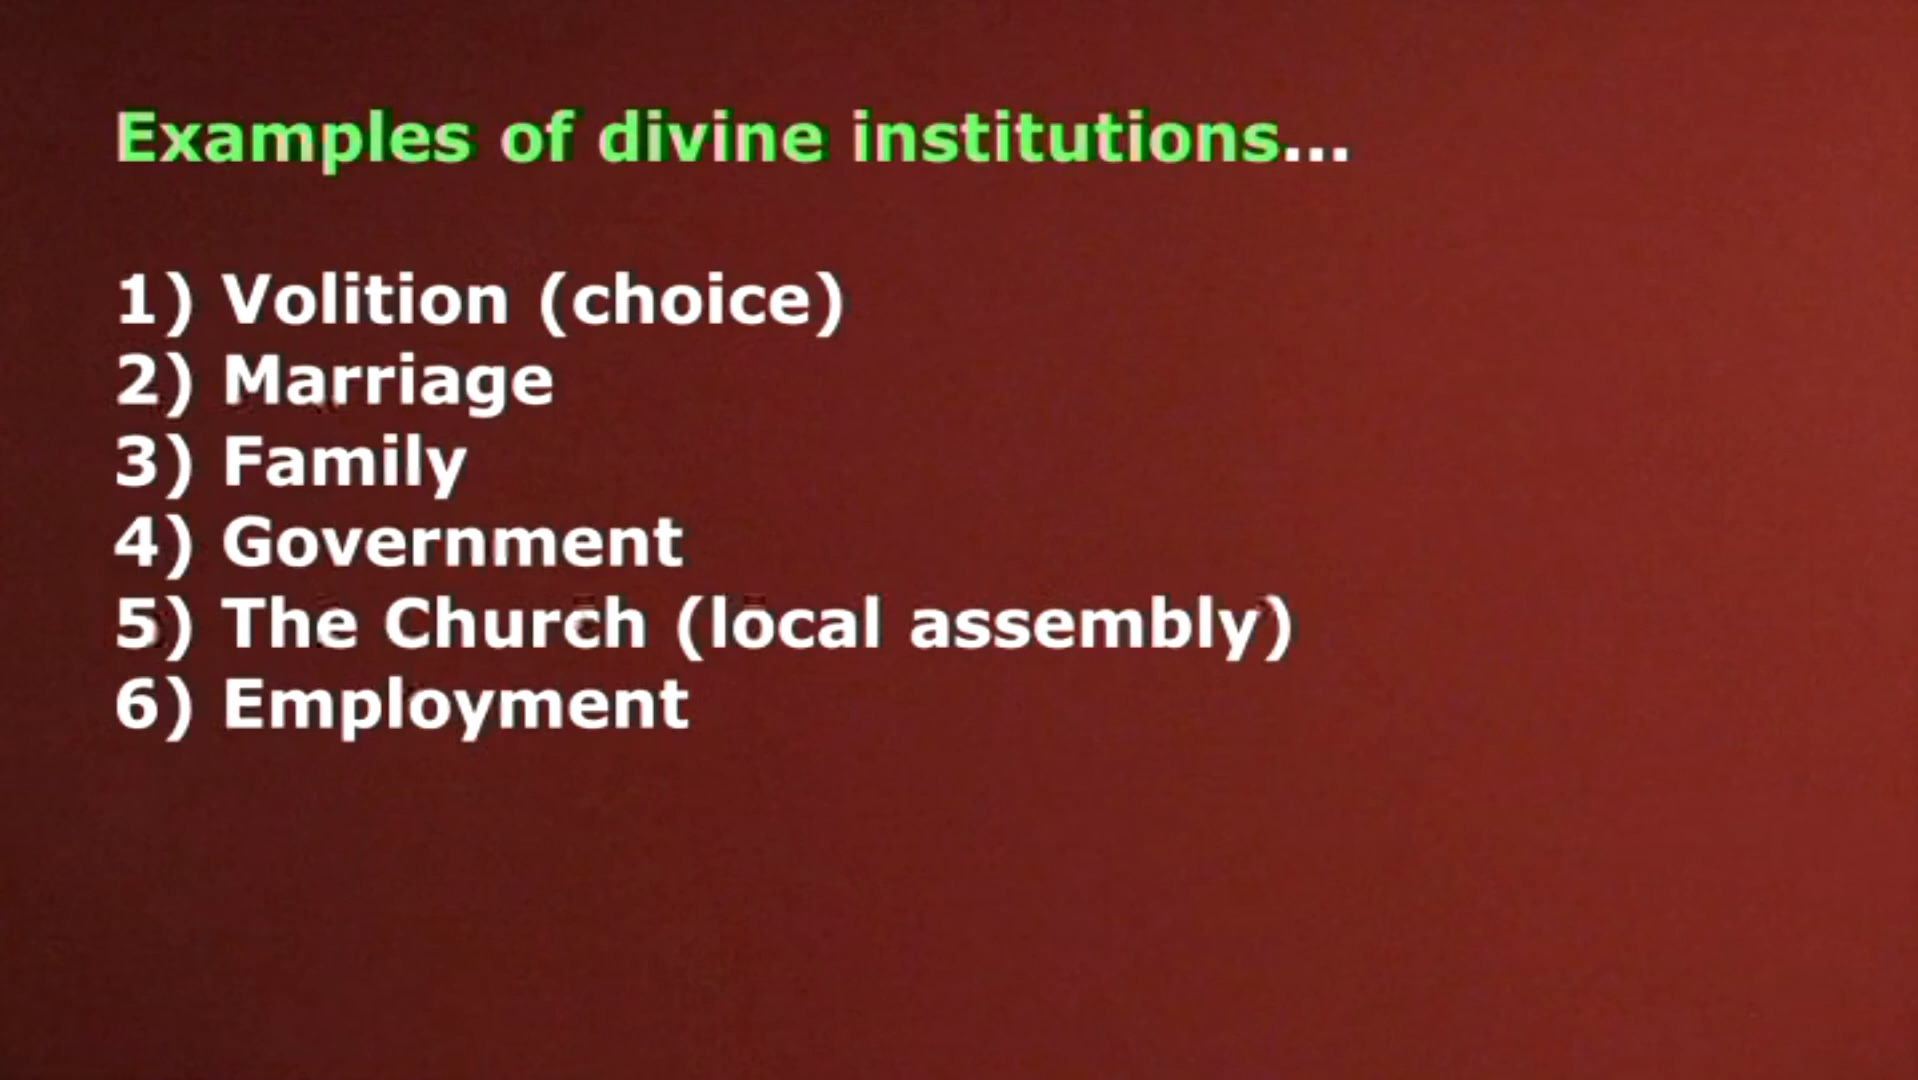 Examples of divine institutions...
1) Volition (choice)
2) Marriage
3) Family
4) Government
5) The Church (local assembly)
6) Employment